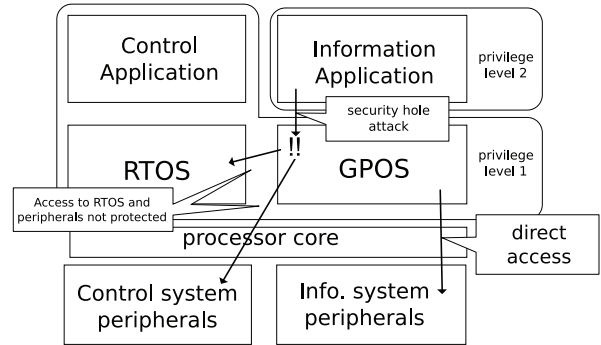 Control
Application
Information
Application
privilege
level 2
security hole
attack
RTOS
!!
GPOS
privilege
level 1
Access to RTOS and
peripherals not protected
processor core
direct
access
Control system
peripherals
Info. system
peripherals